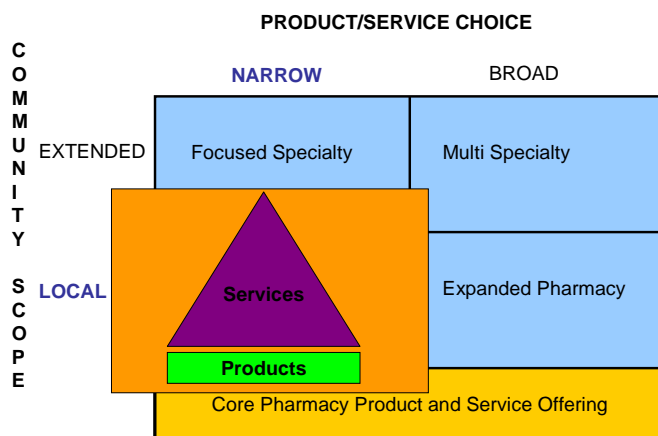 PRODUCT/SERVICE CHOICE
COMMUNITY SCOPE
NARROW
BROAD
EXTENDED
Focused Specialty
Multi Specialty
LOCAL
Services
Expanded Pharmacy
Products
Core Pharmacy Product and Service Offering